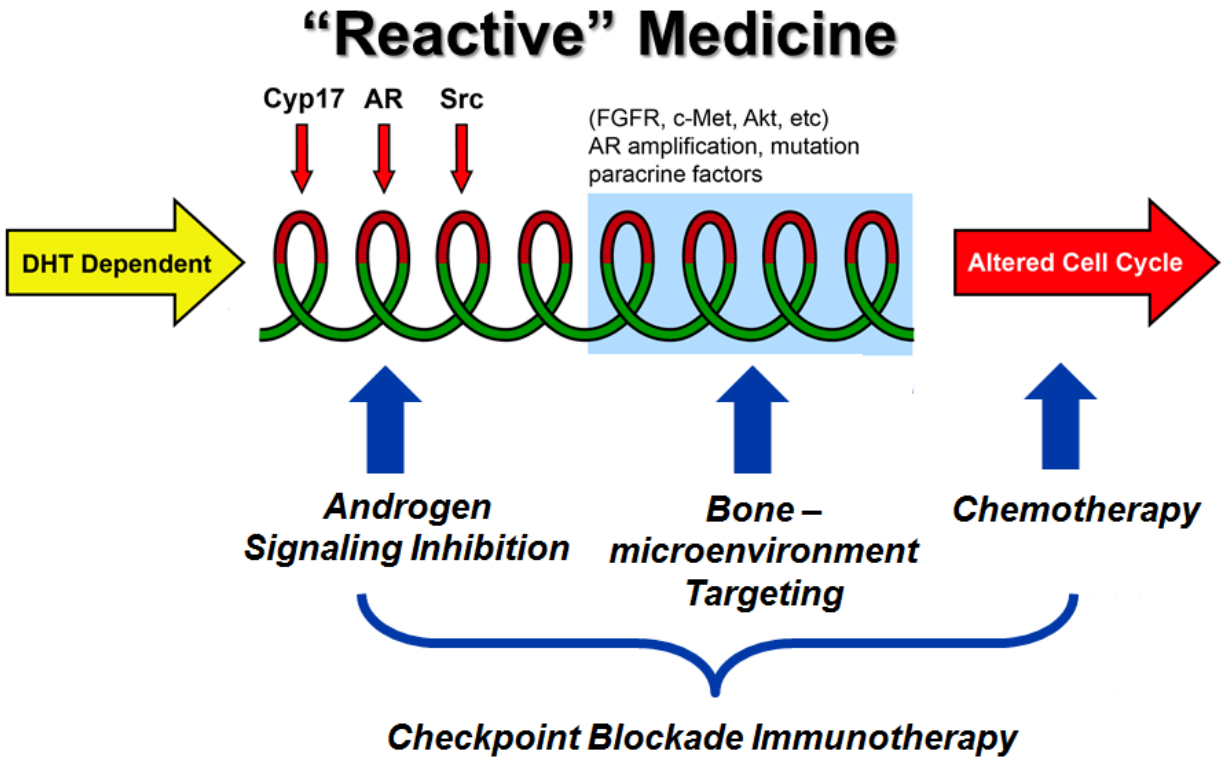 “Reactive” Medicine
Cyp17 AR Src
(FGFR, c-Met, Akt, etc)
AR amplification, mutation
paracrine factors
DHT Dependent
Altered Cell Cycle
Androgen
Signaling Inhibition
Bone –
microenvironment
Targeting
Chemotherapy
Checkpoint Blockade Immunotherapy